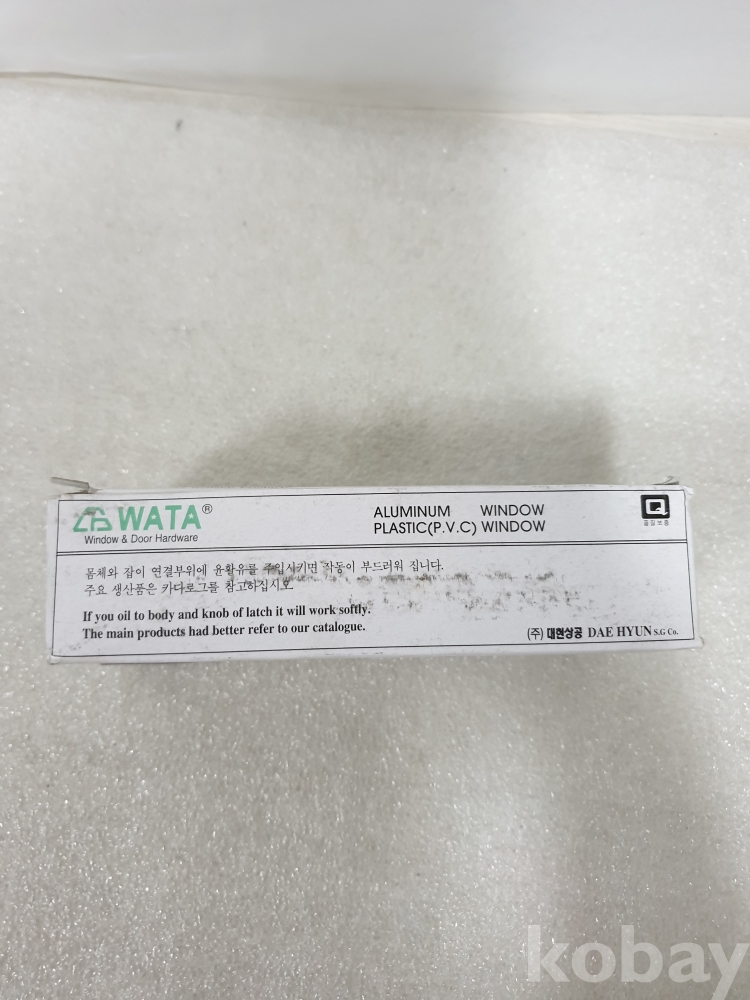 WATA®
Window & Door Hardware
ALUMINUM WINDOW
PLASTIC(P.V.C) WINDOW
Q
품질보증
몸체와 잡이 연결부위에 윤활유를 주입시키면 작동이 부드러워 집니다.
주요 생산품은 카다로그를 참고하십시오
If you oil to body and knob of latch it will work softly.
The main products had better refer to our catalogue.
(주) 대현상공 DAE HYUN S.G Co.
kobay